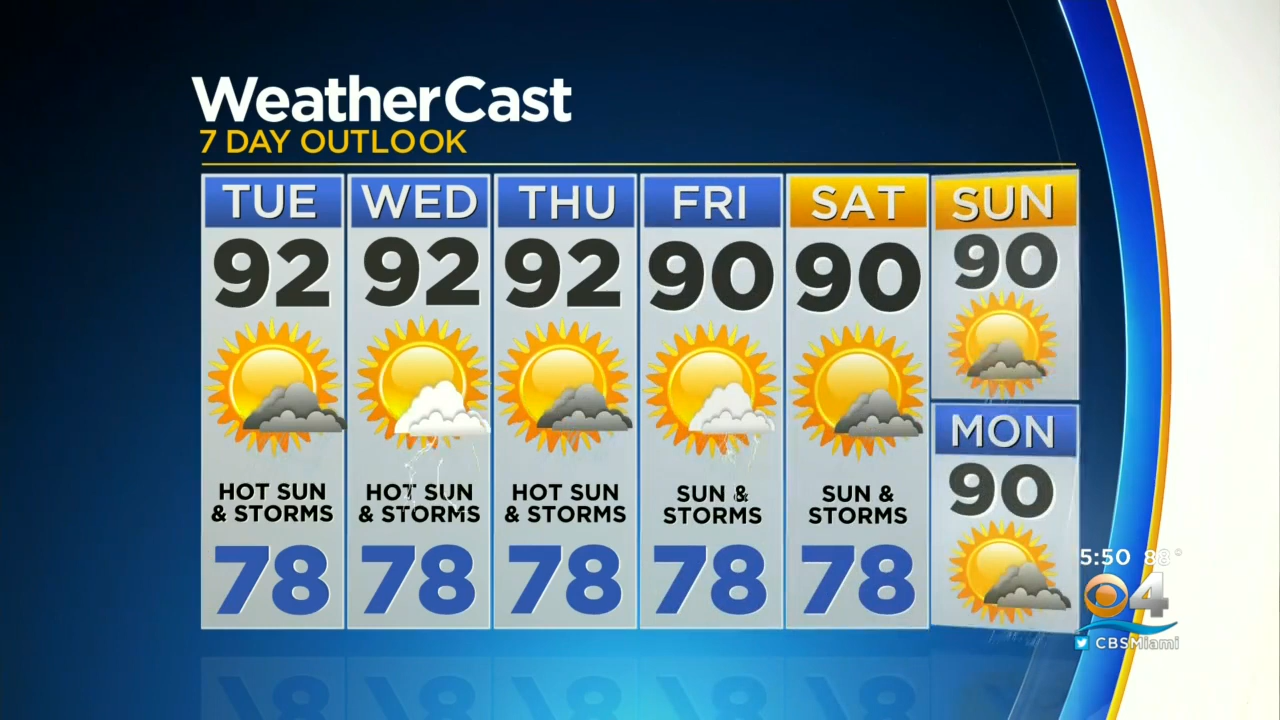 WeatherCast
7 DAY OUTLOOK
TUE
92
HOT SUN
& STORMS
78
WED
92
HOT SUN
& STORMS
78
THU
92
HOT SUN
& STORMS
78
FRI
90
SUN &
STORMS
78
SAT
90
SUN &
STORMS
78
SUN
90
MON
90
5:50 88°
4
CBSMiami